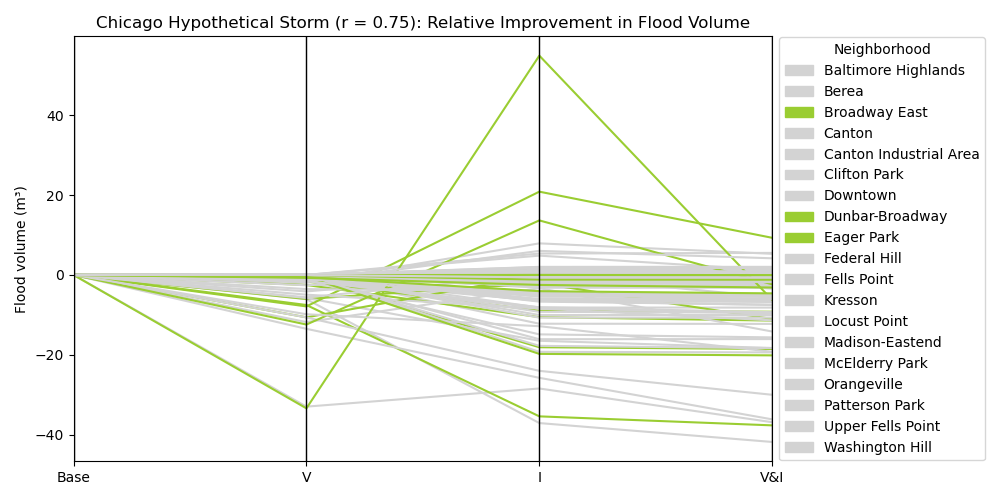 Chicago Hypothetical Storm (r = 0.75): Relative Improvement in Flood Volume
Flood volume (m³)
40
20
0
−20
−40
Base
V
I
V&I
Neighborhood
Baltimore Highlands
Berea
Broadway East
Canton
Canton Industrial Area
Clifton Park
Downtown
Dunbar-Broadway
Eager Park
Federal Hill
Fells Point
Kresson
Locust Point
Madison-Eastend
McElderry Park
Orangeville
Patterson Park
Upper Fells Point
Washington Hill